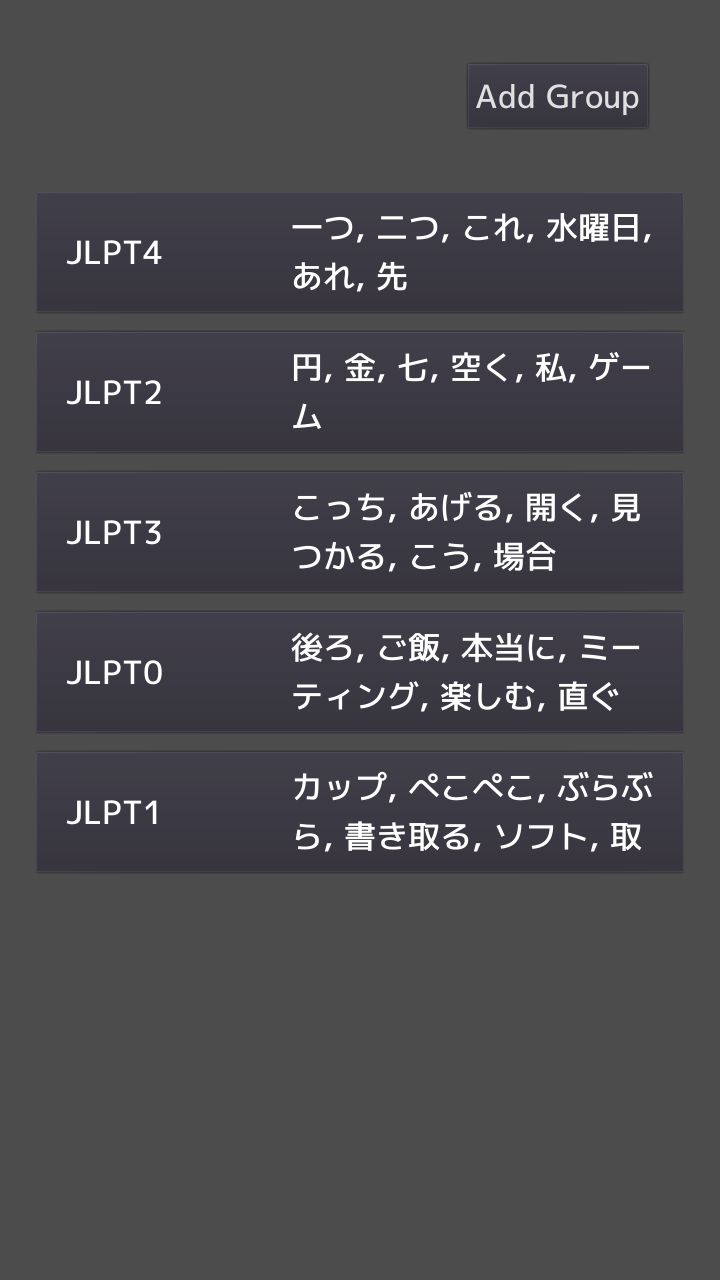 Add Group
JLPT4
一つ, 二つ, これ, 水曜日,
あれ, 先
JLPT2
円, 金, 七, 空く, 私, ゲー
ム
JLPT3
こっち, あげる, 開く, 見
つかる, こう, 場合
JLPT0
後ろ, ご飯, 本当に, ミー
ティング, 楽しむ, 直ぐ
JLPT1
カップ, ぺこぺこ, ぶらぶ
ら, 書き取る, ソフト, 取